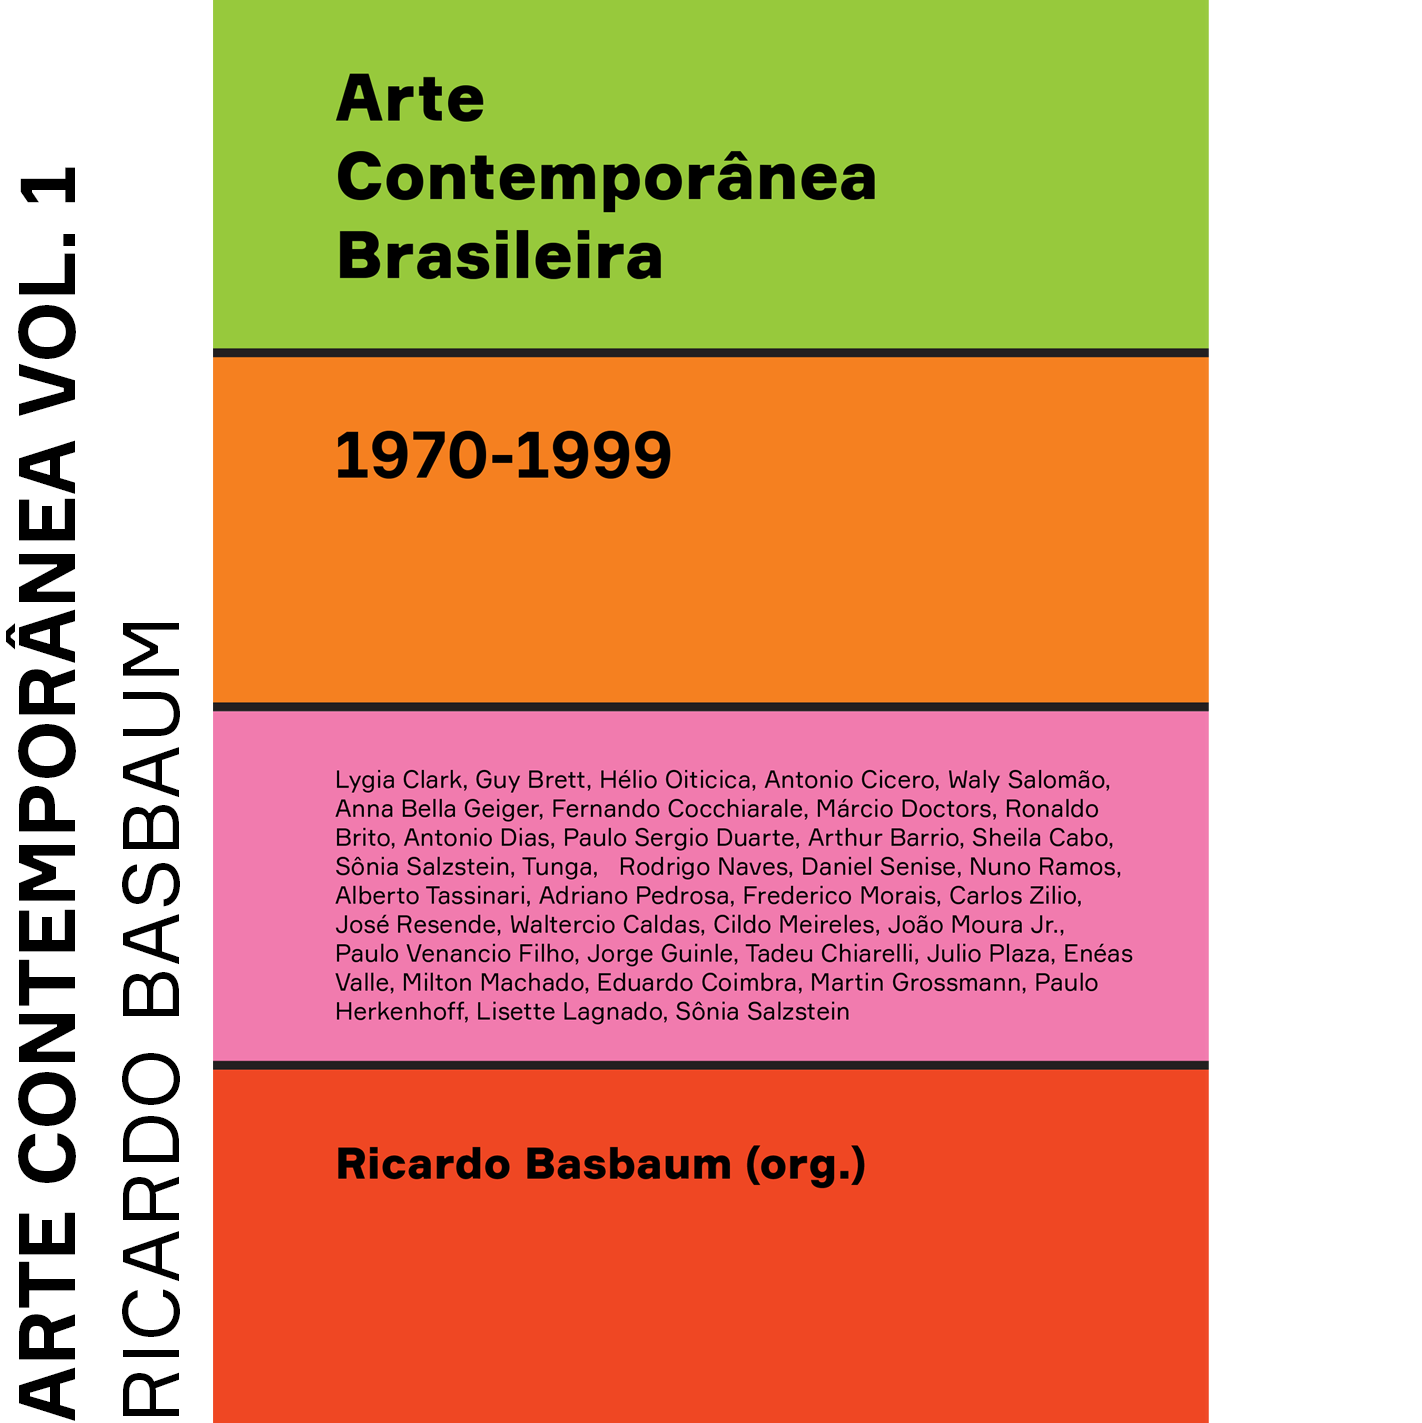 ARTE CONTEMPORÂNEA VOL. 1
RICARDO BASBAUM
Arte
Contemporânea
Brasileira
1970-1999
Lygia Clark, Guy Brett, Hélio Oiticica, Antonio Cicero, Waly Salomão,
Anna Bella Geiger, Fernando Cocchiarale, Márcio Doctors, Ronaldo
Brito, Antonio Dias, Paulo Sergio Duarte, Arthur Barrio, Sheila Cabo,
Sônia Salzstein, Tunga,   Rodrigo Naves, Daniel Senise, Nuno Ramos,
Alberto Tassinari, Adriano Pedrosa, Frederico Morais, Carlos Zilio,
José Resende, Waltercio Caldas, Cildo Meireles, João Moura Jr.,
Paulo Venancio Filho, Jorge Guinle, Tadeu Chiarelli, Julio Plaza, Enéas
Valle, Milton Machado, Eduardo Coimbra, Martin Grossmann, Paulo
Herkenhoff, Lisette Lagnado, Sônia Salzstein
Ricardo Basbaum (org.)